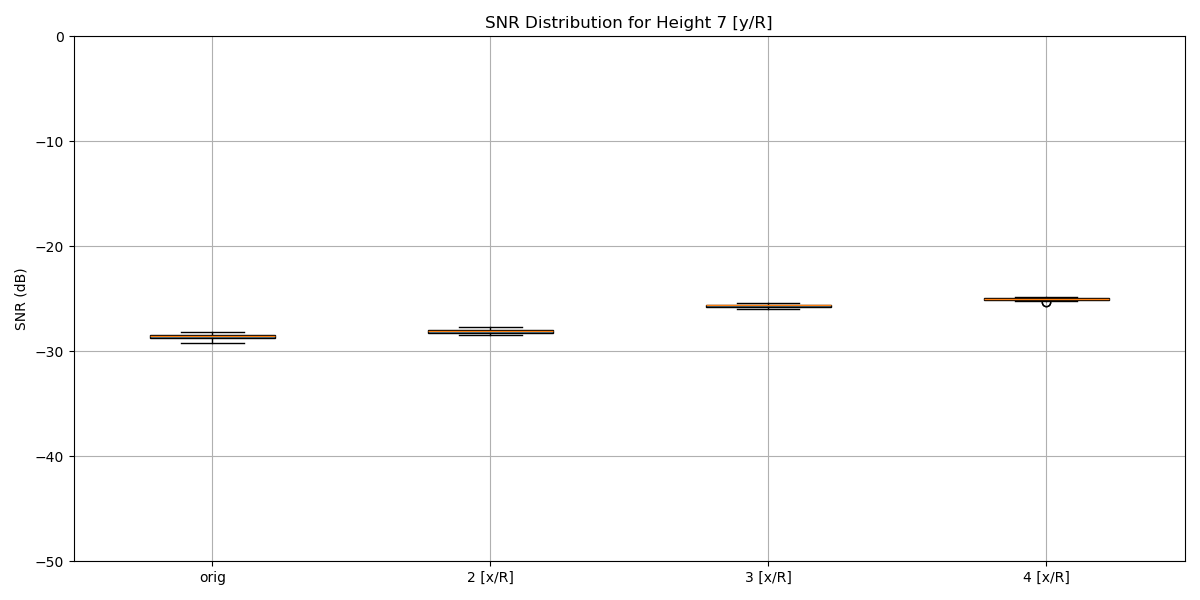 SNR Distribution for Height 7 [y/R]
SNR (dB)
0
−10
−20
−30
−40
−50
orig
2 [x/R]
3 [x/R]
4 [x/R]